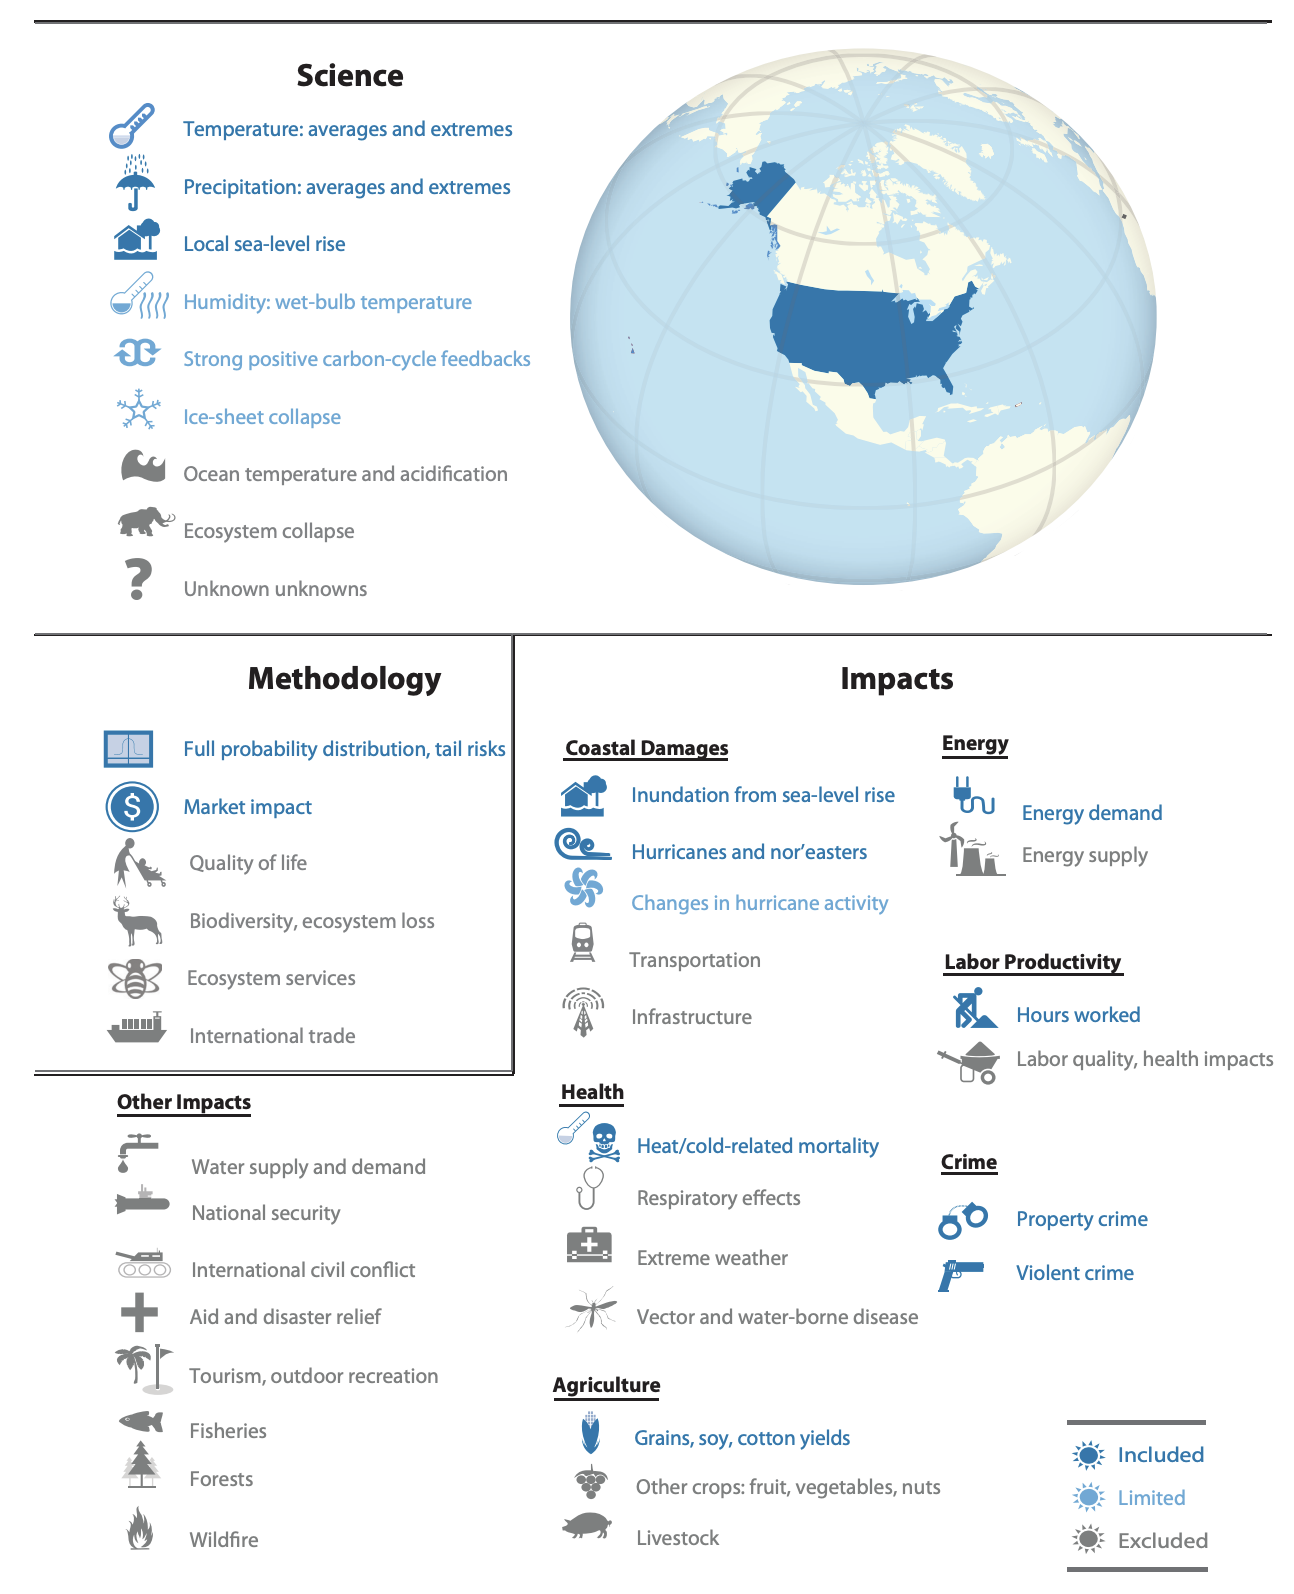 Science
Temperature: averages and extremes
Precipitation: averages and extremes
Local sea-level rise
Humidity: wet-bulb temperature
Strong positive carbon-cycle feedbacks
Ice-sheet collapse
Ocean temperature and acidification
Ecosystem collapse
?
Unknown unknowns
Methodology
Full probability distribution, tail risks
$
Market impact
Quality of life
Biodiversity, ecosystem loss
Ecosystem services
International trade
Impacts
Coastal Damages
Inundation from sea-level rise
Hurricanes and nor’easters
Changes in hurricane activity
Transportation
Infrastructure
Energy
Energy demand
Energy supply
Labor Productivity
Hours worked
Labor quality, health impacts
Health
Heat/cold-related mortality
Respiratory effects
Extreme weather
Vector and water-borne disease
Crime
Property crime
Violent crime
Agriculture
Grains, soy, cotton yields
Other crops: fruit, vegetables, nuts
Livestock
Other Impacts
Water supply and demand
National security
International civil conflict
Aid and disaster relief
Tourism, outdoor recreation
Fisheries
Forests
Wildfire
Included
Limited
Excluded